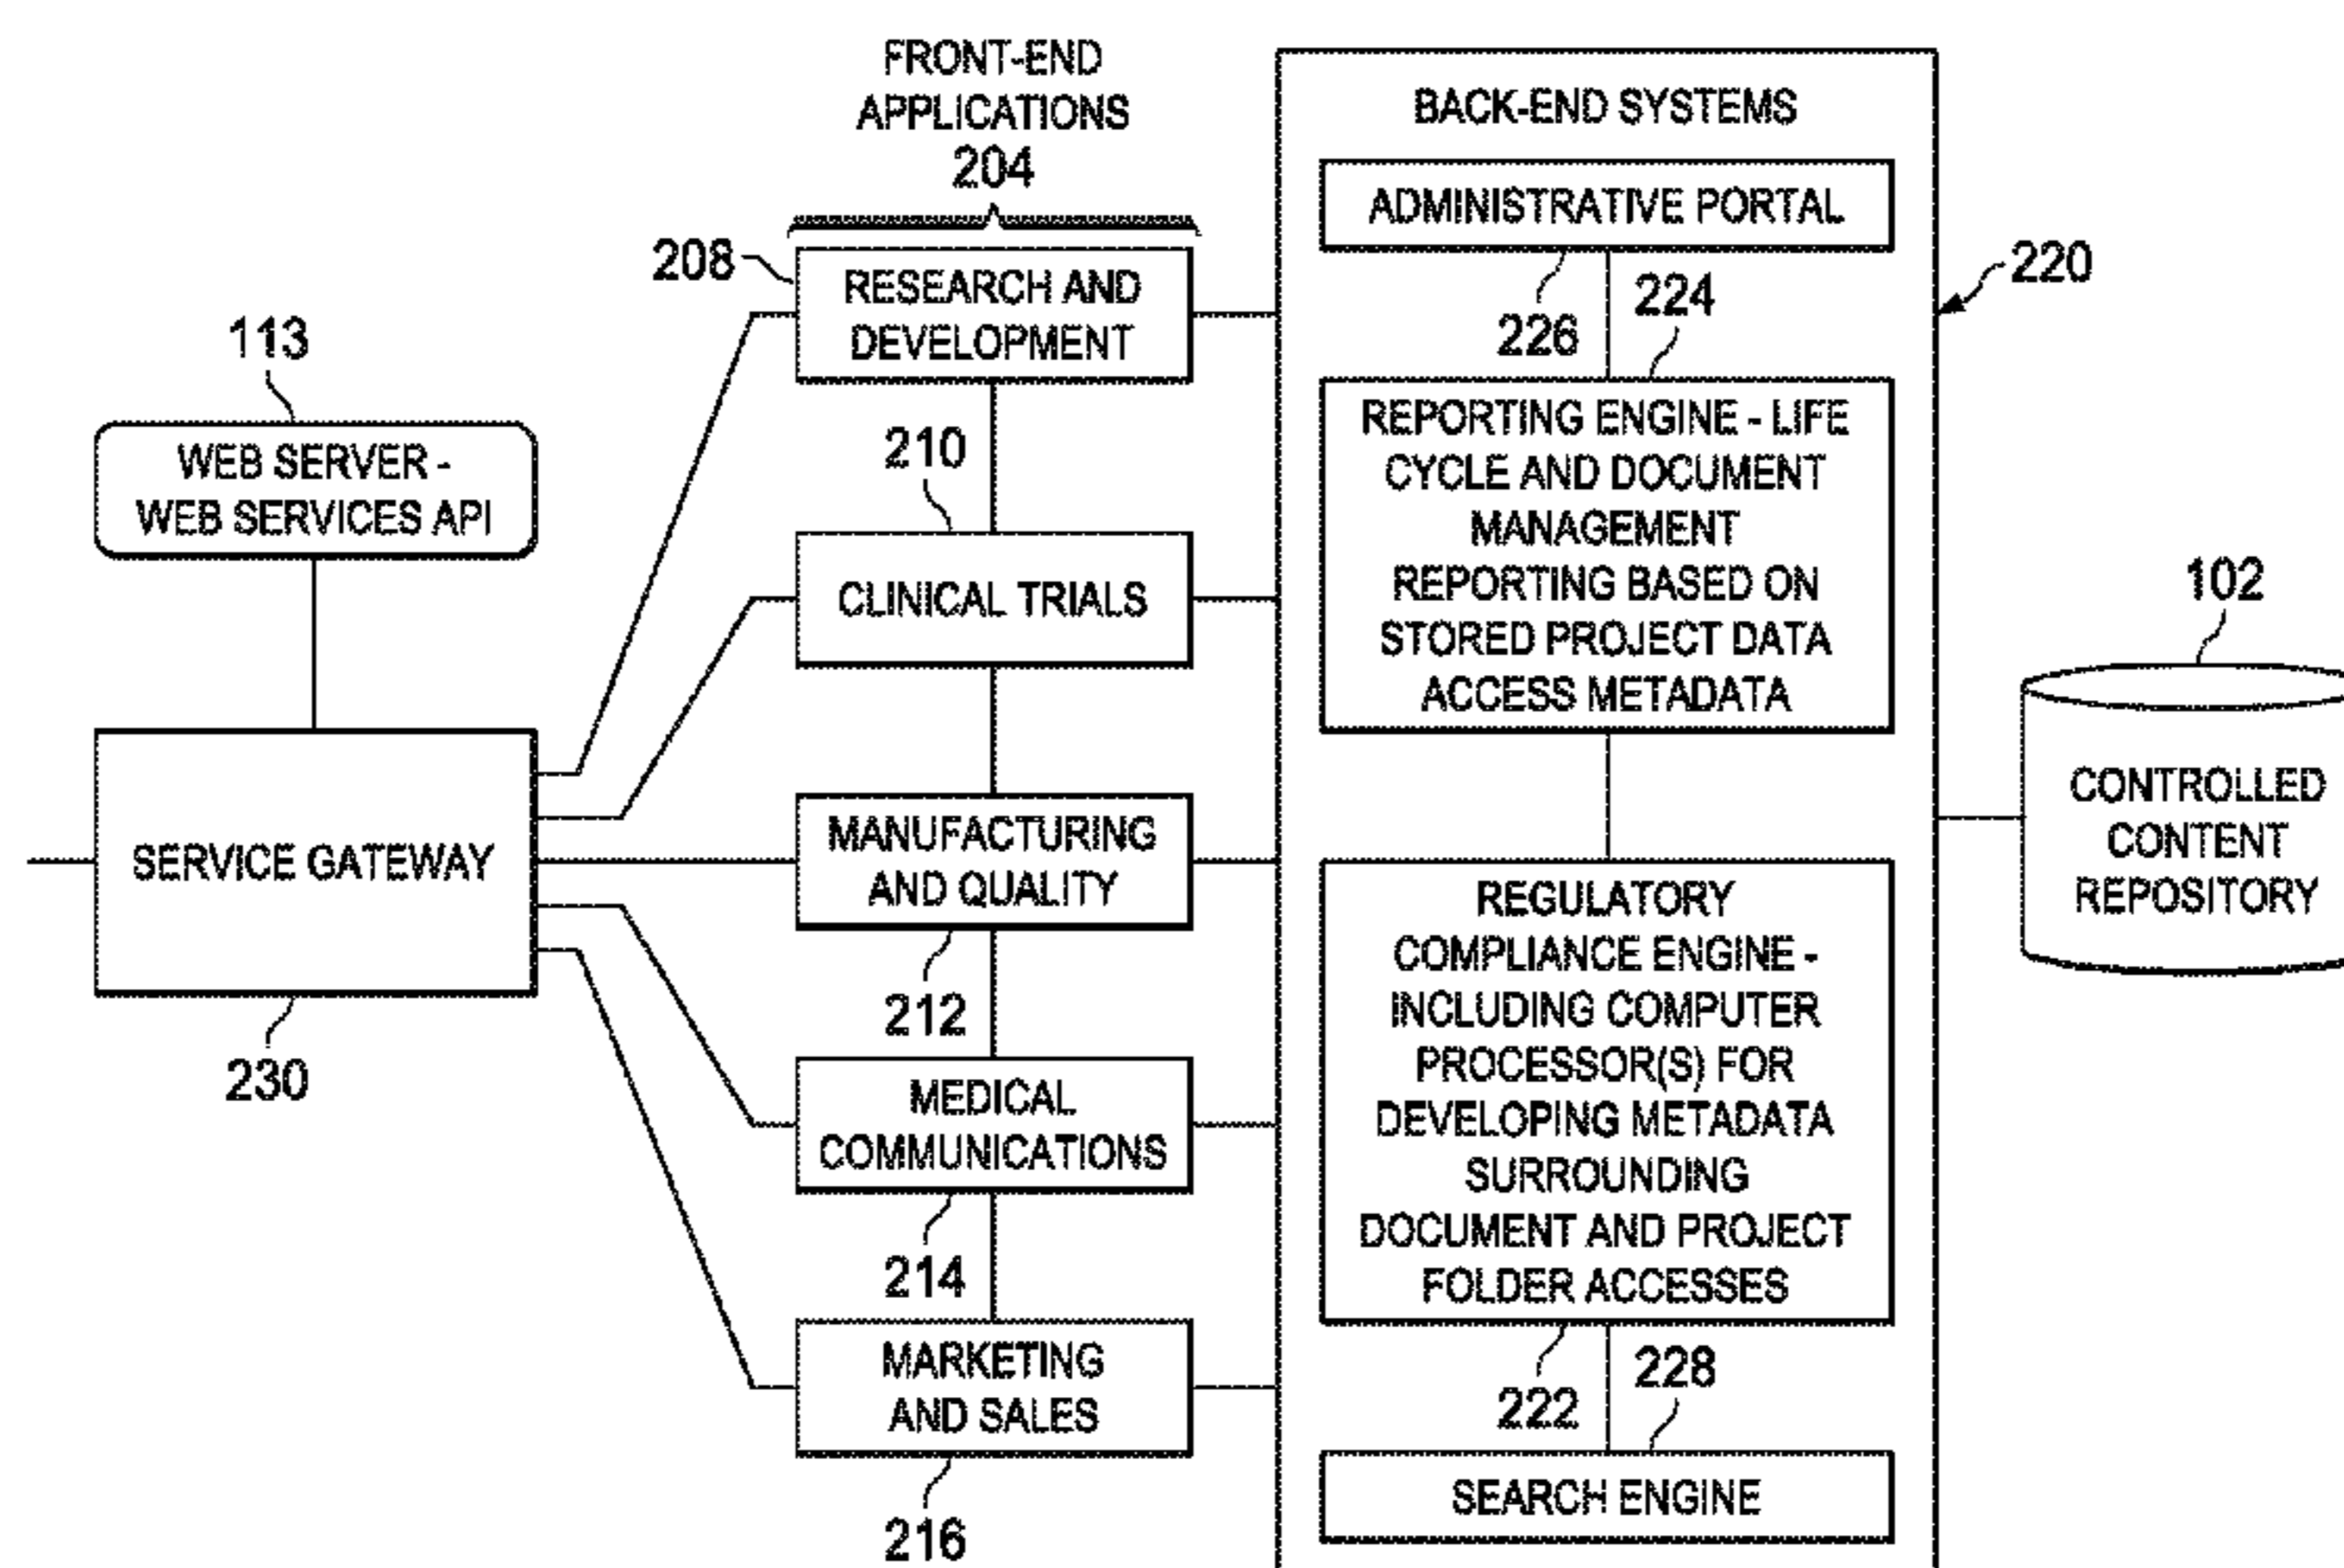 FRONT-END
APPLICATIONS
204
208
RESEARCH AND
DEVELOPMENT
210
CLINICAL TRIALS
MANUFACTURING
AND QUALITY
212
MEDICAL
COMMUNICATIONS
214
MARKETING
AND SALES
216
113
WEB SERVER -
WEB SERVICES API
SERVICE GATEWAY
230
BACK-END SYSTEMS
ADMINISTRATIVE PORTAL
226
224
220
REPORTING ENGINE - LIFE
CYCLE AND DOCUMENT
MANAGEMENT
REPORTING BASED ON
STORED PROJECT DATA
ACCESS METADATA
REGULATORY
COMPLIANCE ENGINE -
INCLUDING COMPUTER
PROCESSOR(S) FOR
DEVELOPING METADATA
SURROUNDING
DOCUMENT AND PROJECT
FOLDER ACCESSES
222
228
SEARCH ENGINE
102
CONTROLLED
CONTENT
REPOSITORY